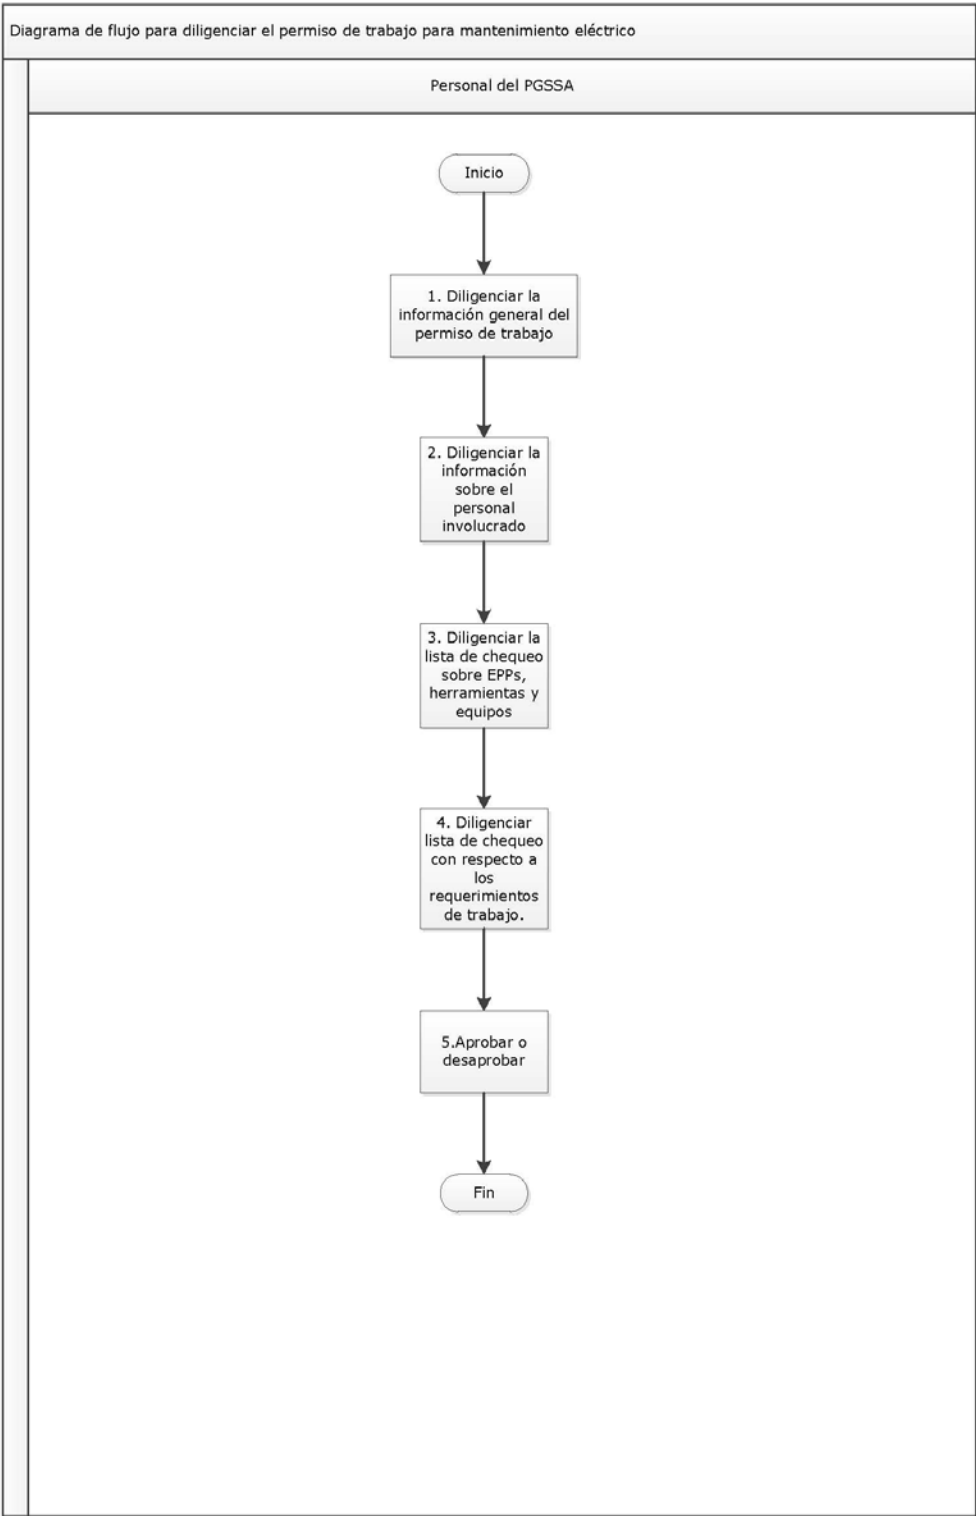 Diagrama de flujo para diligenciar el permiso de trabajo para mantenimiento eléctrico
Personal del PGSSA
Inicio
1. Diligenciar la
información general del
permiso de trabajo
2. Diligenciar la
información
sobre el
personal
involucrado
3. Diligenciar la
lista de chequeo
sobre EPPs,
herramientas y
equipos
4. Diligenciar
lista de chequeo
con respecto a
los
requerimientos
de trabajo.
5.Aprobar o
desaprobar
Fin